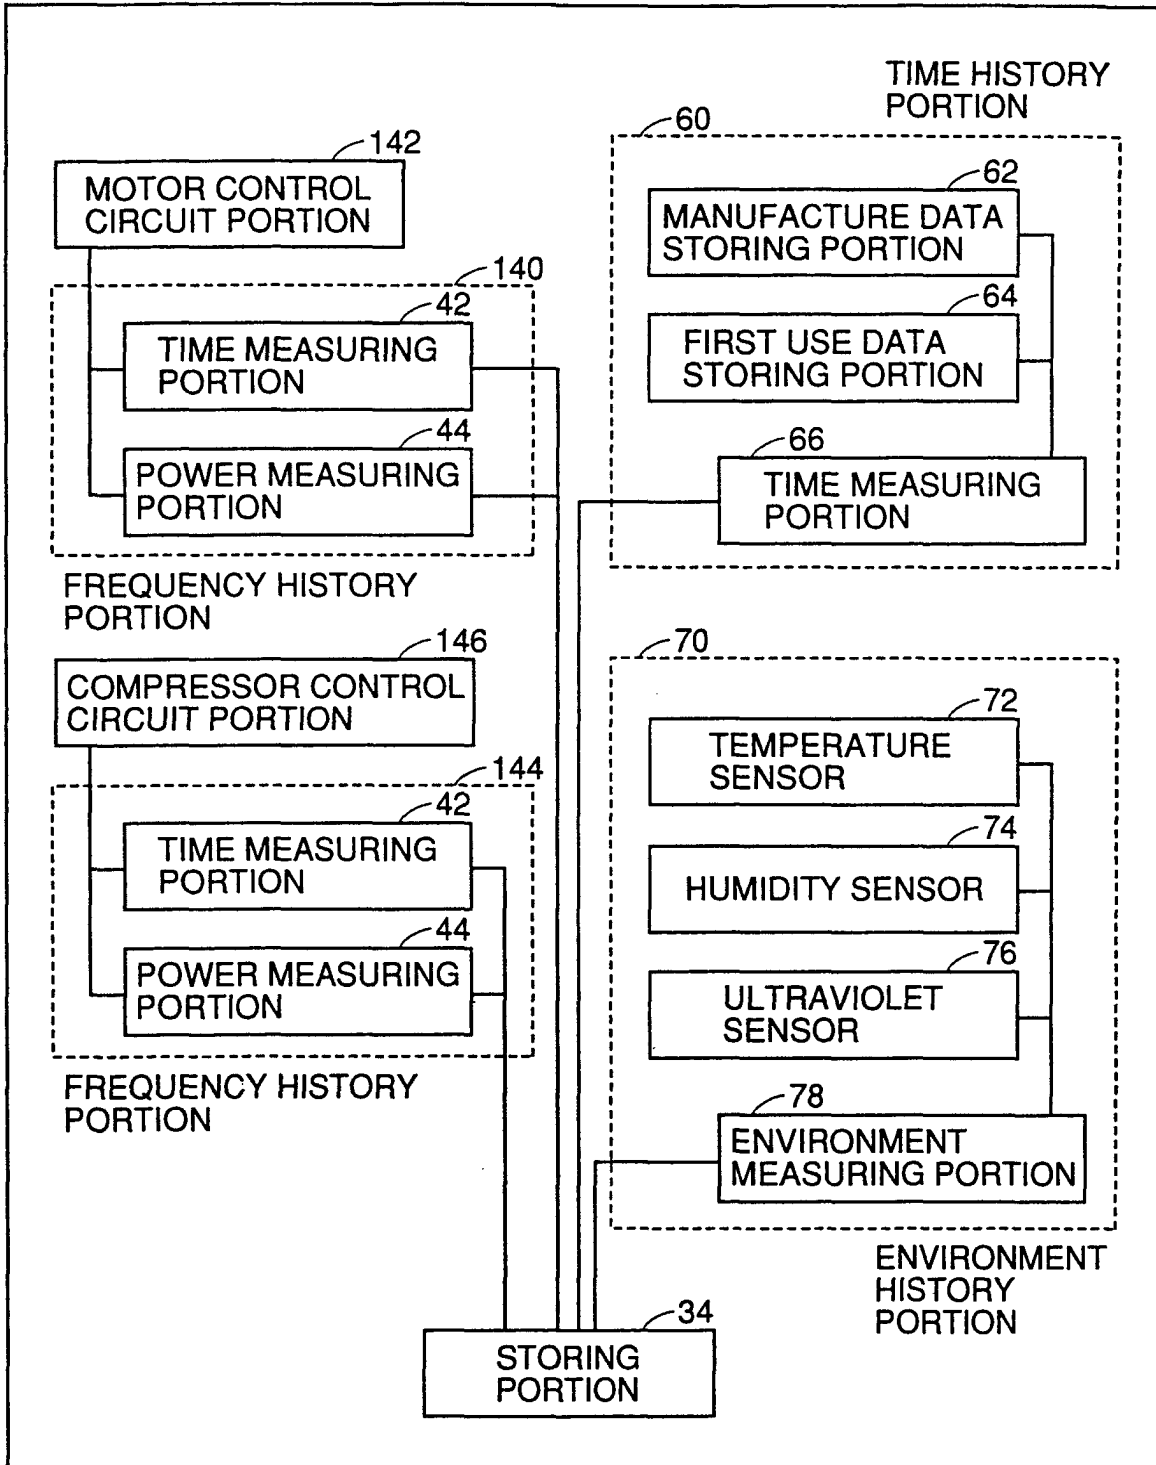 TIME HISTORY
PORTION
60
62
MANUFACTURE DATA
STORING PORTION
64
FIRST USE DATA
STORING PORTION
66
TIME MEASURING
PORTION
142
MOTOR CONTROL
CIRCUIT PORTION
140
42
TIME MEASURING
PORTION
44
POWER MEASURING
PORTION
FREQUENCY HISTORY
PORTION
146
COMPRESSOR CONTROL
CIRCUIT PORTION
144
42
TIME MEASURING
PORTION
44
POWER MEASURING
PORTION
FREQUENCY HISTORY
PORTION
70
72
TEMPERATURE
SENSOR
74
HUMIDITY SENSOR
76
ULTRAVIOLET
SENSOR
78
ENVIRONMENT
MEASURING PORTION
ENVIRONMENT
HISTORY
PORTION
34
STORING
PORTION